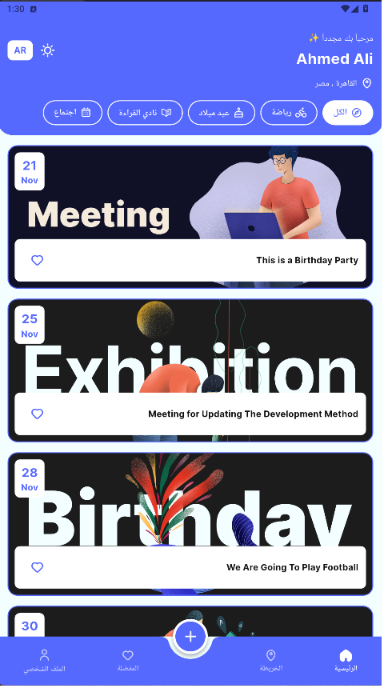 1:30
مرحباً بك مجدداً ✨
Ahmed Ali
AR
القاهرة , مصر
الكل
رياضة
عيد ميلاد
نادي القراءة
اجتماع
21
Nov
Meeting
This is a Birthday Party
25
Nov
Exhibition
Meeting for Updating The Development Method
28
Nov
Birthday
We Are Going To Play Football
30
الرئيسية
الخريطة
المفضلة
الملف الشخصي